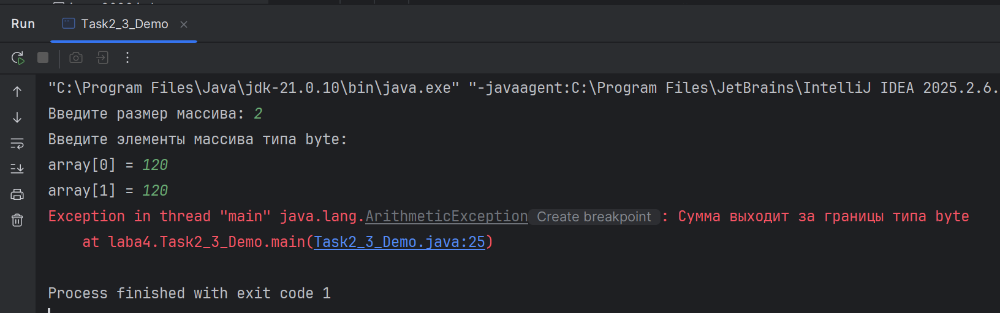 Run Task2_3_Demo
"C:\Program Files\Java\jdk-21.0.10\bin\java.exe" "-javaagent:C:\Program Files\JetBrains\IntelliJ IDEA 2025.2.6.
Введите размер массива: 2
Введите элементы массива типа byte:
array[0] = 120
array[1] = 120
Exception in thread "main" java.lang.ArithmeticException Create breakpoint : Сумма выходит за границы типа byte
at laba4.Task2_3_Demo.main(Task2_3_Demo.java:25)
Process finished with exit code 1